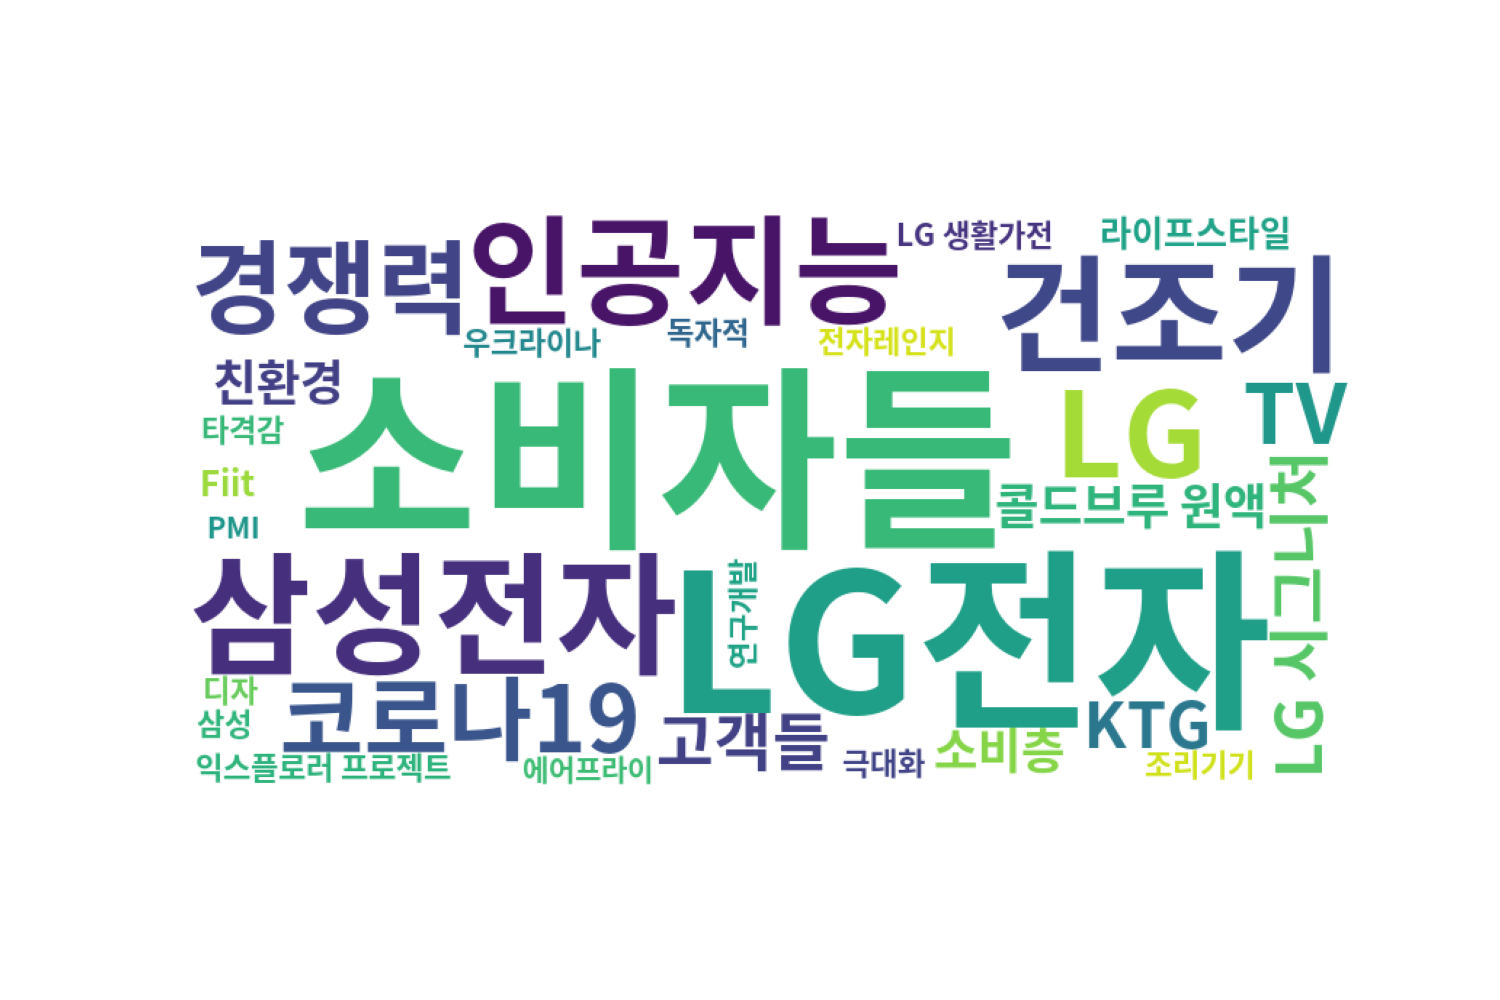 경쟁력
인공지능
LG 생활가전
라이프스타일
건조기
우크라이나
독자적
전자레인지
친환경
소비자들
LG
TV
타격감
Fiit
PMI
콜드브루 원액
LG 시그니처
삼성전자
LG전자
연구개발
디자
삼성
코로나19
고객들
KTG
소비층
익스플로러 프로젝트
에어프라이
극대화
조리기기